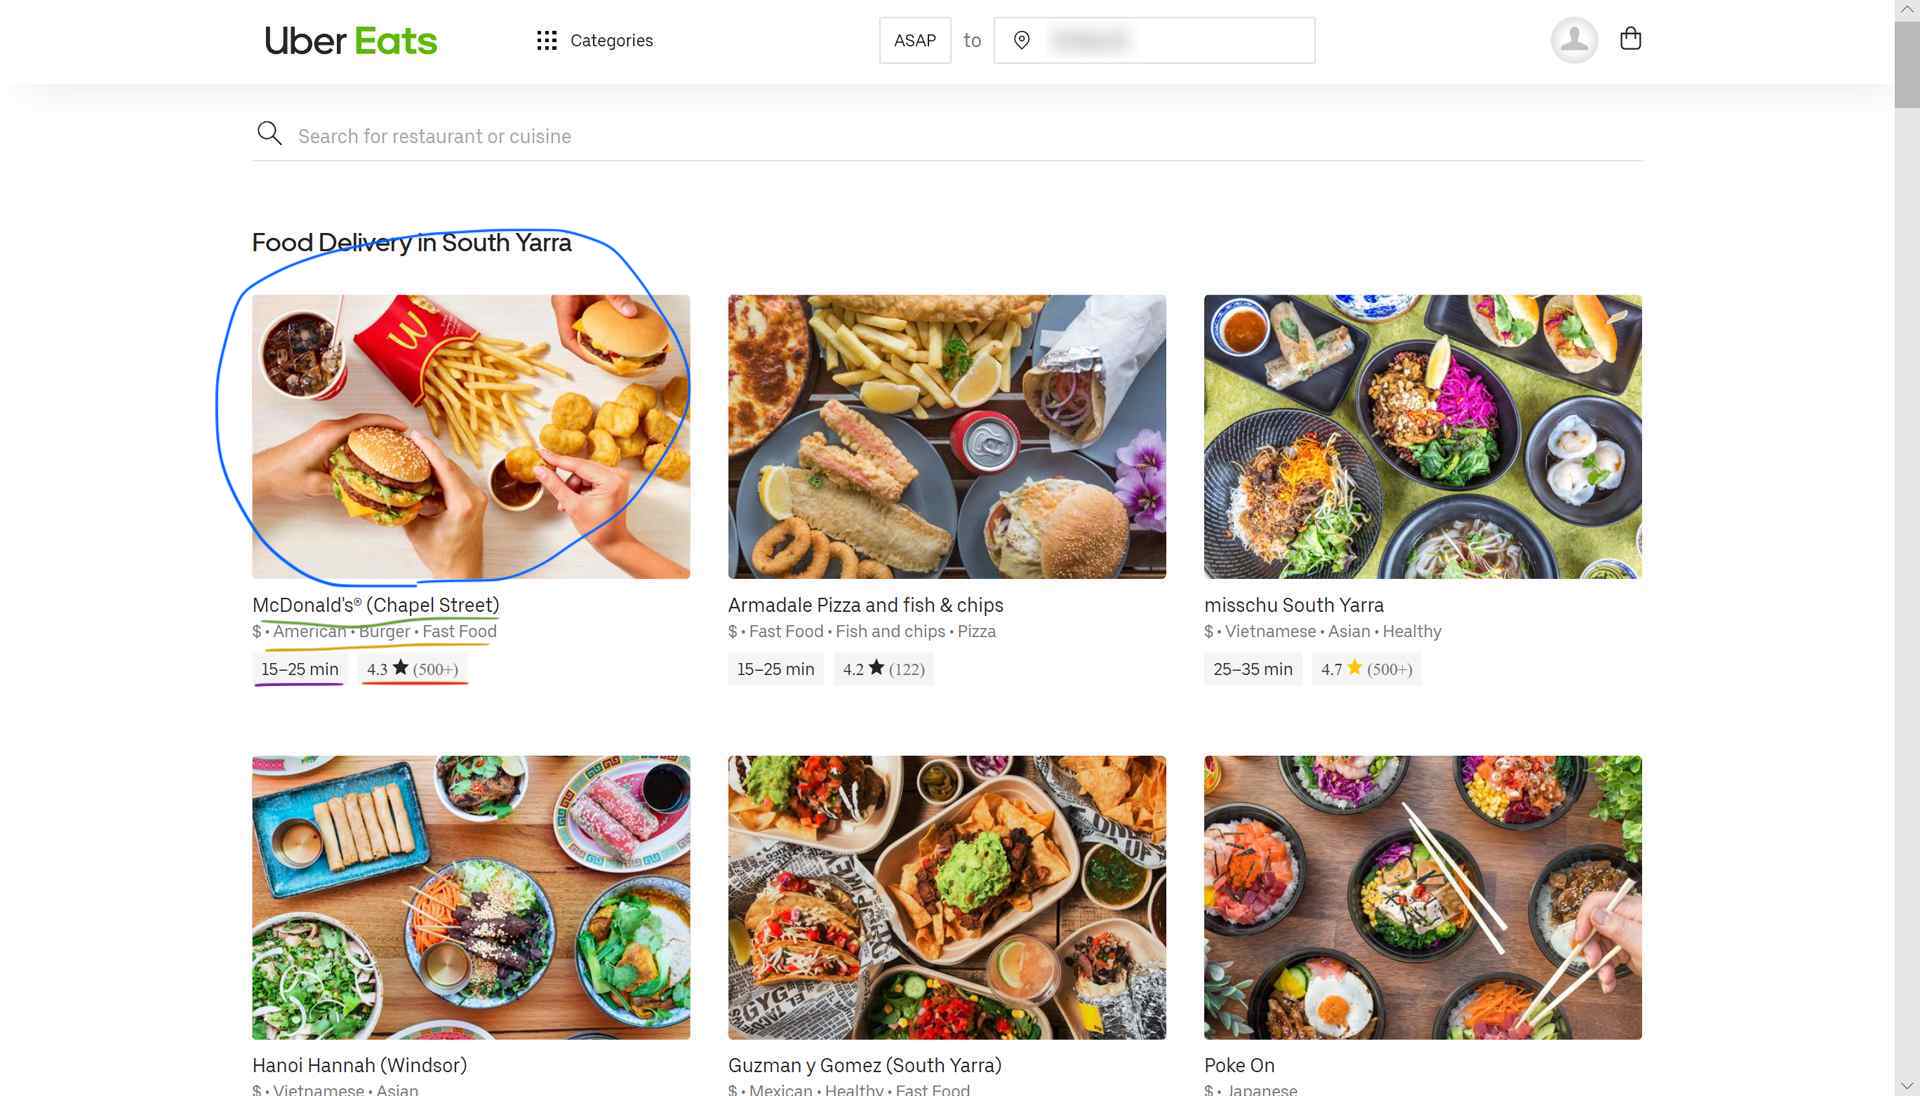 Uber Eats
Categories
ASAP to
Search for restaurant or cuisine
Food Delivery in South Yarra
McDonald's® (Chapel Street)
$ • American • Burger • Fast Food
15–25 min 4.3 ★ (500+)
Armadale Pizza and fish & chips
$ • Fast Food • Fish and chips • Pizza
15–25 min 4.2 ★ (122)
misschu South Yarra
$ • Vietnamese • Asian • Healthy
25–35 min 4.7 ★ (500+)
Hanoi Hannah (Windsor)
$ • Vietnamese • Asian
Guzman y Gomez (South Yarra)
$ • Mexican • Healthy • Fast Food
Poke On
$ • Japanese